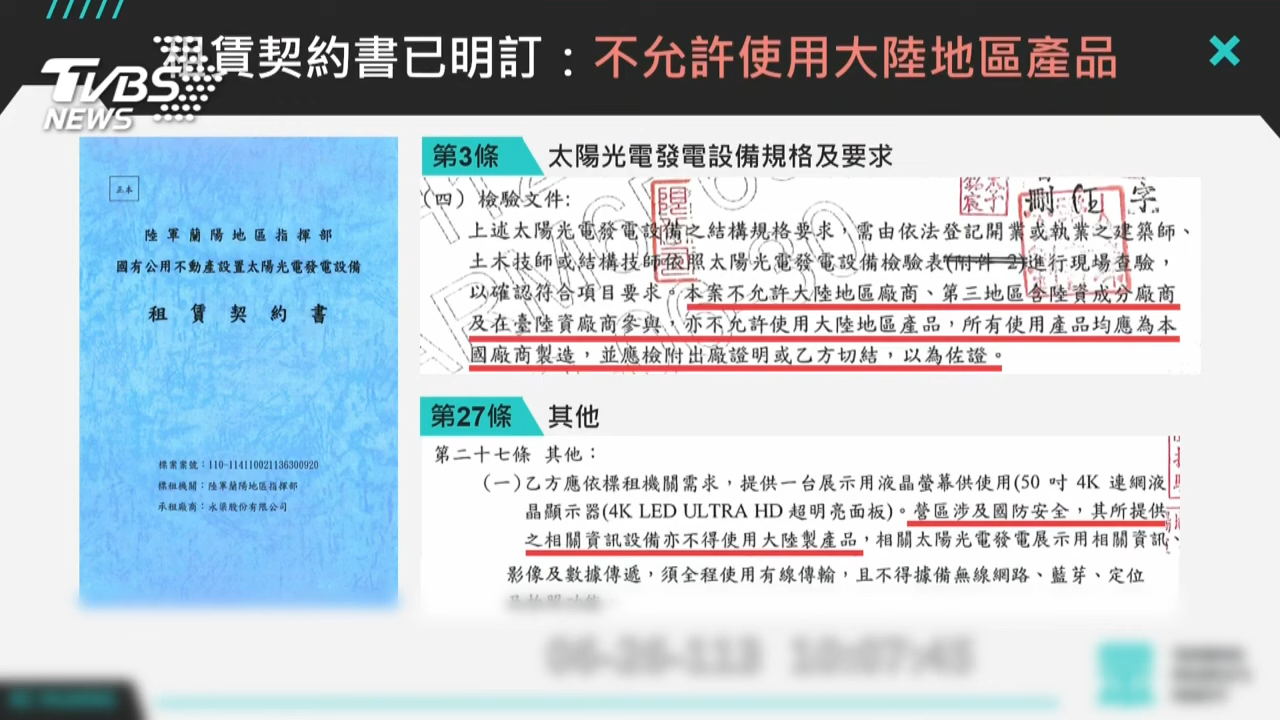 租賃契約書已明訂：不允許使用大陸地區產品
TVBS
NEWS
正本
陸軍蘭陽地區指揮部
國有公用不動產設置太陽光電發電設備
租賃契約書
標案案號：110-114110021136300920
標租機關：陸軍蘭陽地區指揮部
承租廠商：永梁股份有限公司
第3條 太陽光電發電設備規格及要求
(四) 檢驗文件:
刪 伍 字
上述太陽光電發電設備之結構規格要求，需由依法登記開業或執業之建築師、
土木技師或結構技師依照太陽光電發電設備檢驗表(附件 2)進行現場查驗，
以確認符合項目要求。本案不允許大陸地區廠商、第三地區含陸資成分廠商
及在臺陸資廠商參與，亦不允許使用大陸地區產品，所有使用產品均應為本
國廠商製造，並應檢附出廠證明或乙方切結，以為佐證。
第27條 其他
第二十七條 其他：
(一)乙方應依標租機關需求，提供一台展示用液晶螢幕供使用(50 吋 4K 連網液
晶顯示器(4K LED ULTRA HD 超明亮面板)。營區涉及國防安全，其所提供
之相關資訊設備亦不得使用大陸製產品，相關太陽光電發電展示用相關資訊、
影像及數據傳遞，須全程使用有線傳輸，且不得據備無線網路、藍芽、定位
06-26-113 10:07:45